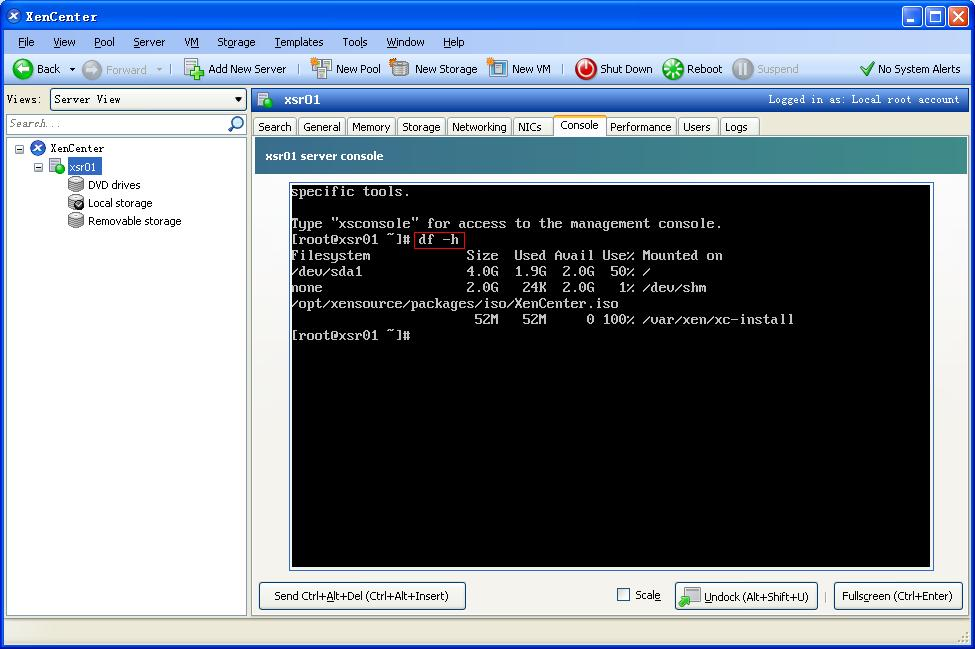 XenCenter
File View Pool Server VM Storage Templates Tools Window Help
Back Forward Add New Server New Pool New Storage New VM Shut Down Reboot Suspend No System Alerts
Views: Server View
xsr01 Logged in as: Local root account
Search...
Search General Memory Storage Networking NICs Console Performance Users Logs
XenCenter
xsr01
DVD drives
Local storage
Removable storage
xsr01 server console
specific tools.
Type "xsconsole" for access to the management console.
[root@xsr01 ~]# df -h
Filesystem Size Used Avail Use% Mounted on
/dev/sda1 4.0G 1.9G 2.0G 50% /
none 2.0G 24K 2.0G 1% /dev/shm
/opt/xensource/packages/iso/XenCenter.iso
52M 52M 0 100% /var/xen/xc-install
[root@xsr01 ~]#
Send Ctrl+Alt+Del (Ctrl+Alt+Insert) Scale Undock (Alt+Shift+U) Fullscreen (Ctrl+Enter)